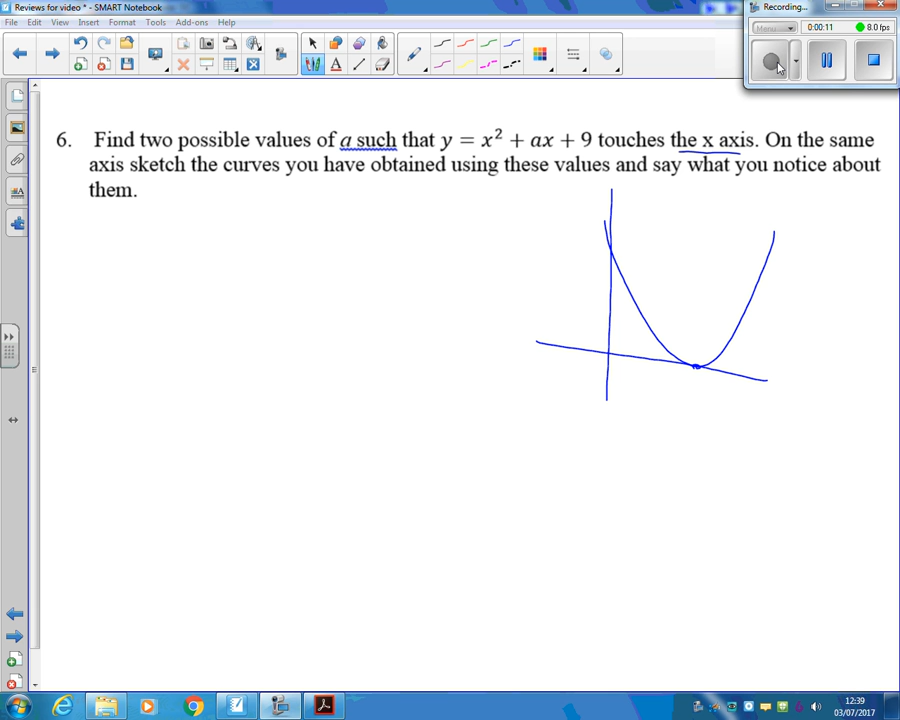 Reviews for video * - SMART Notebook
Recording...
File Edit View Insert Format Tools Add-ons Help
Menu 0:00:11 8.0 fps
6. Find two possible values of a such that y = x² + ax + 9 touches the x axis. On the same
axis sketch the curves you have obtained using these values and say what you notice about
them.
12:39
03/07/2017